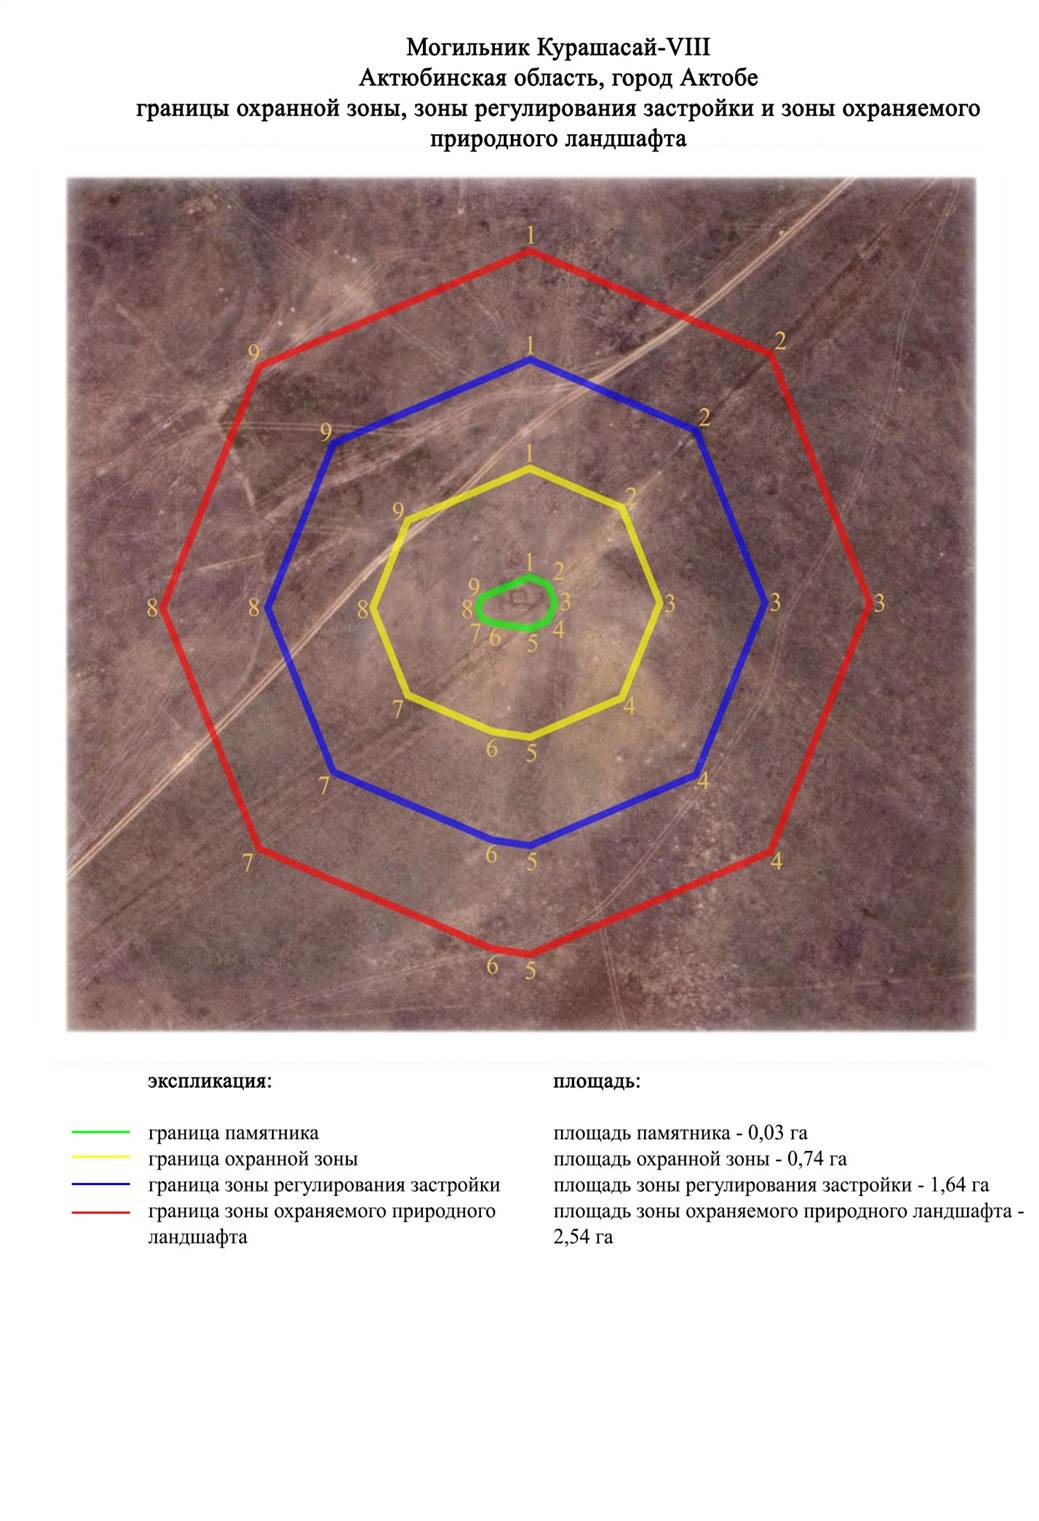 Могильник Курашасай-VIII
Актюбинская область, город Актобе
границы охранной зоны, зоны регулирования застройки и зоны охраняемого
природного ландшафта
1
2
9
1
2
9
1
2
9
1
2
9
8
8
8
8
3
3
3
3
7
6
5
4
7
6
5
4
7
6
5
4
7
6
5
4
экспликация:
площадь:
граница памятника
площадь памятника - 0,03 га
граница охранной зоны
площадь охранной зоны - 0,74 га
граница зоны регулирования застройки
площадь зоны регулирования застройки - 1,64 га
граница зоны охраняемого природного
ландшафта
площадь зоны охраняемого природного ландшафта -
2,54 га